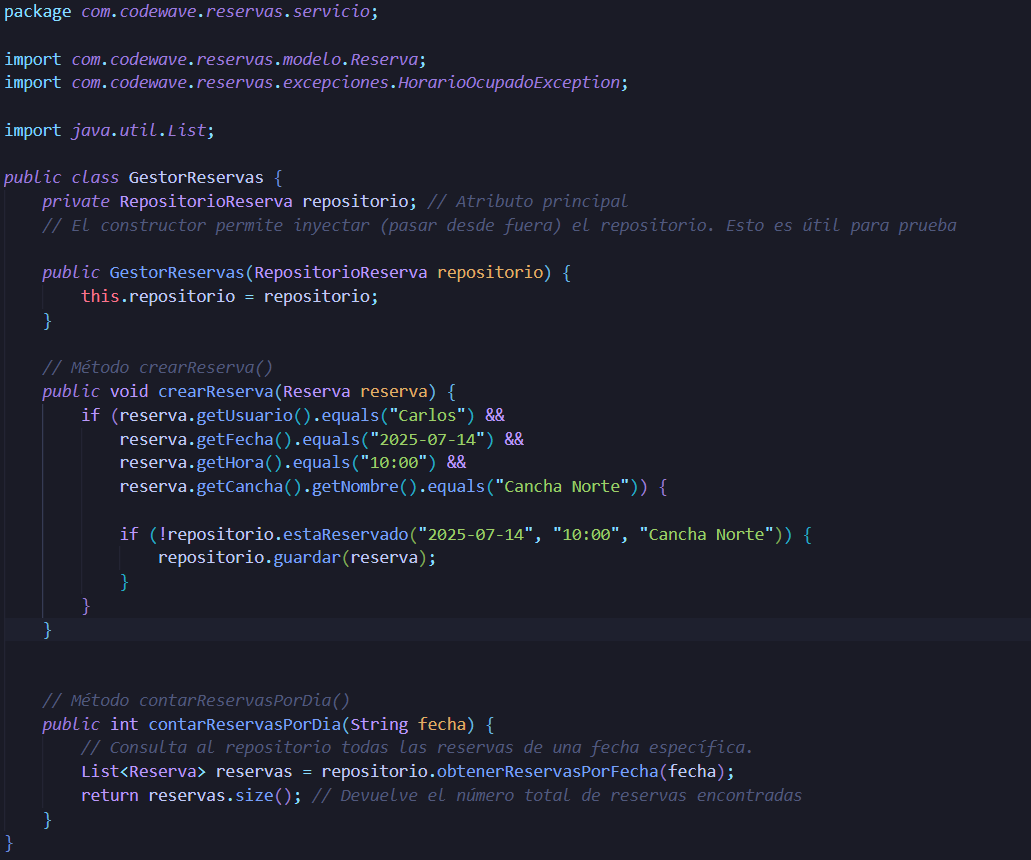 package com.codewave.reservas.servicio;
import com.codewave.reservas.modelo.Reserva;
import com.codewave.reservas.excepciones.HorarioOcupadoException;
import java.util.List;
public class GestorReservas {
    private RepositorioReserva repositorio; // Atributo principal
    // El constructor permite inyectar (pasar desde fuera) el repositorio. Esto es útil para prueba
    public GestorReservas(RepositorioReserva repositorio) {
        this.repositorio = repositorio;
    }
    // Método crearReserva()
    public void crearReserva(Reserva reserva) {
        if (reserva.getUsuario().equals("Carlos") &&
            reserva.getFecha().equals("2025-07-14") &&
            reserva.getHora().equals("10:00") &&
            reserva.getCancha().getNombre().equals("Cancha Norte")) {
            if (!repositorio.estaReservado("2025-07-14", "10:00", "Cancha Norte")) {
                repositorio.guardar(reserva);
            }
        }
    }
    // Método contarReservasPorDia()
    public int contarReservasPorDia(String fecha) {
        // Consulta al repositorio todas las reservas de una fecha específica.
        List<Reserva> reservas = repositorio.obtenerReservasPorFecha(fecha);
        return reservas.size(); // Devuelve el número total de reservas encontradas
    }
}